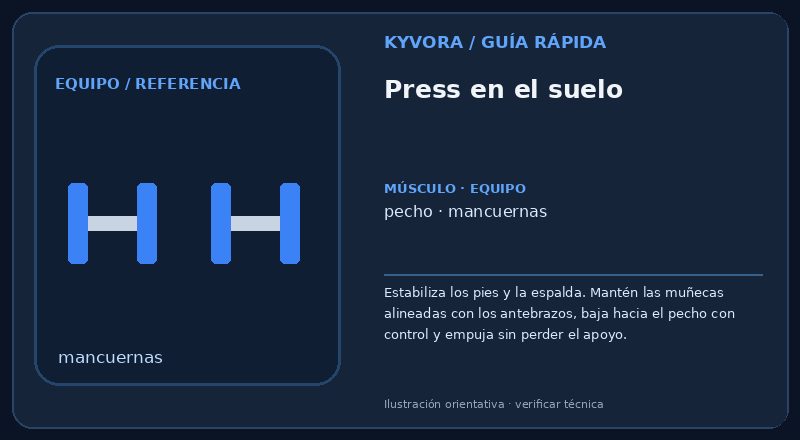 EQUIPO / REFERENCIA
mancuernas
KYVORA / GUÍA RÁPIDA
Press en el suelo
MÚSCULO · EQUIPO
pecho · mancuernas
Estabiliza los pies y la espalda. Mantén las muñecas
alineadas con los antebrazos, baja hacia el pecho con
control y empuja sin perder el apoyo.
Ilustración orientativa · verificar técnica